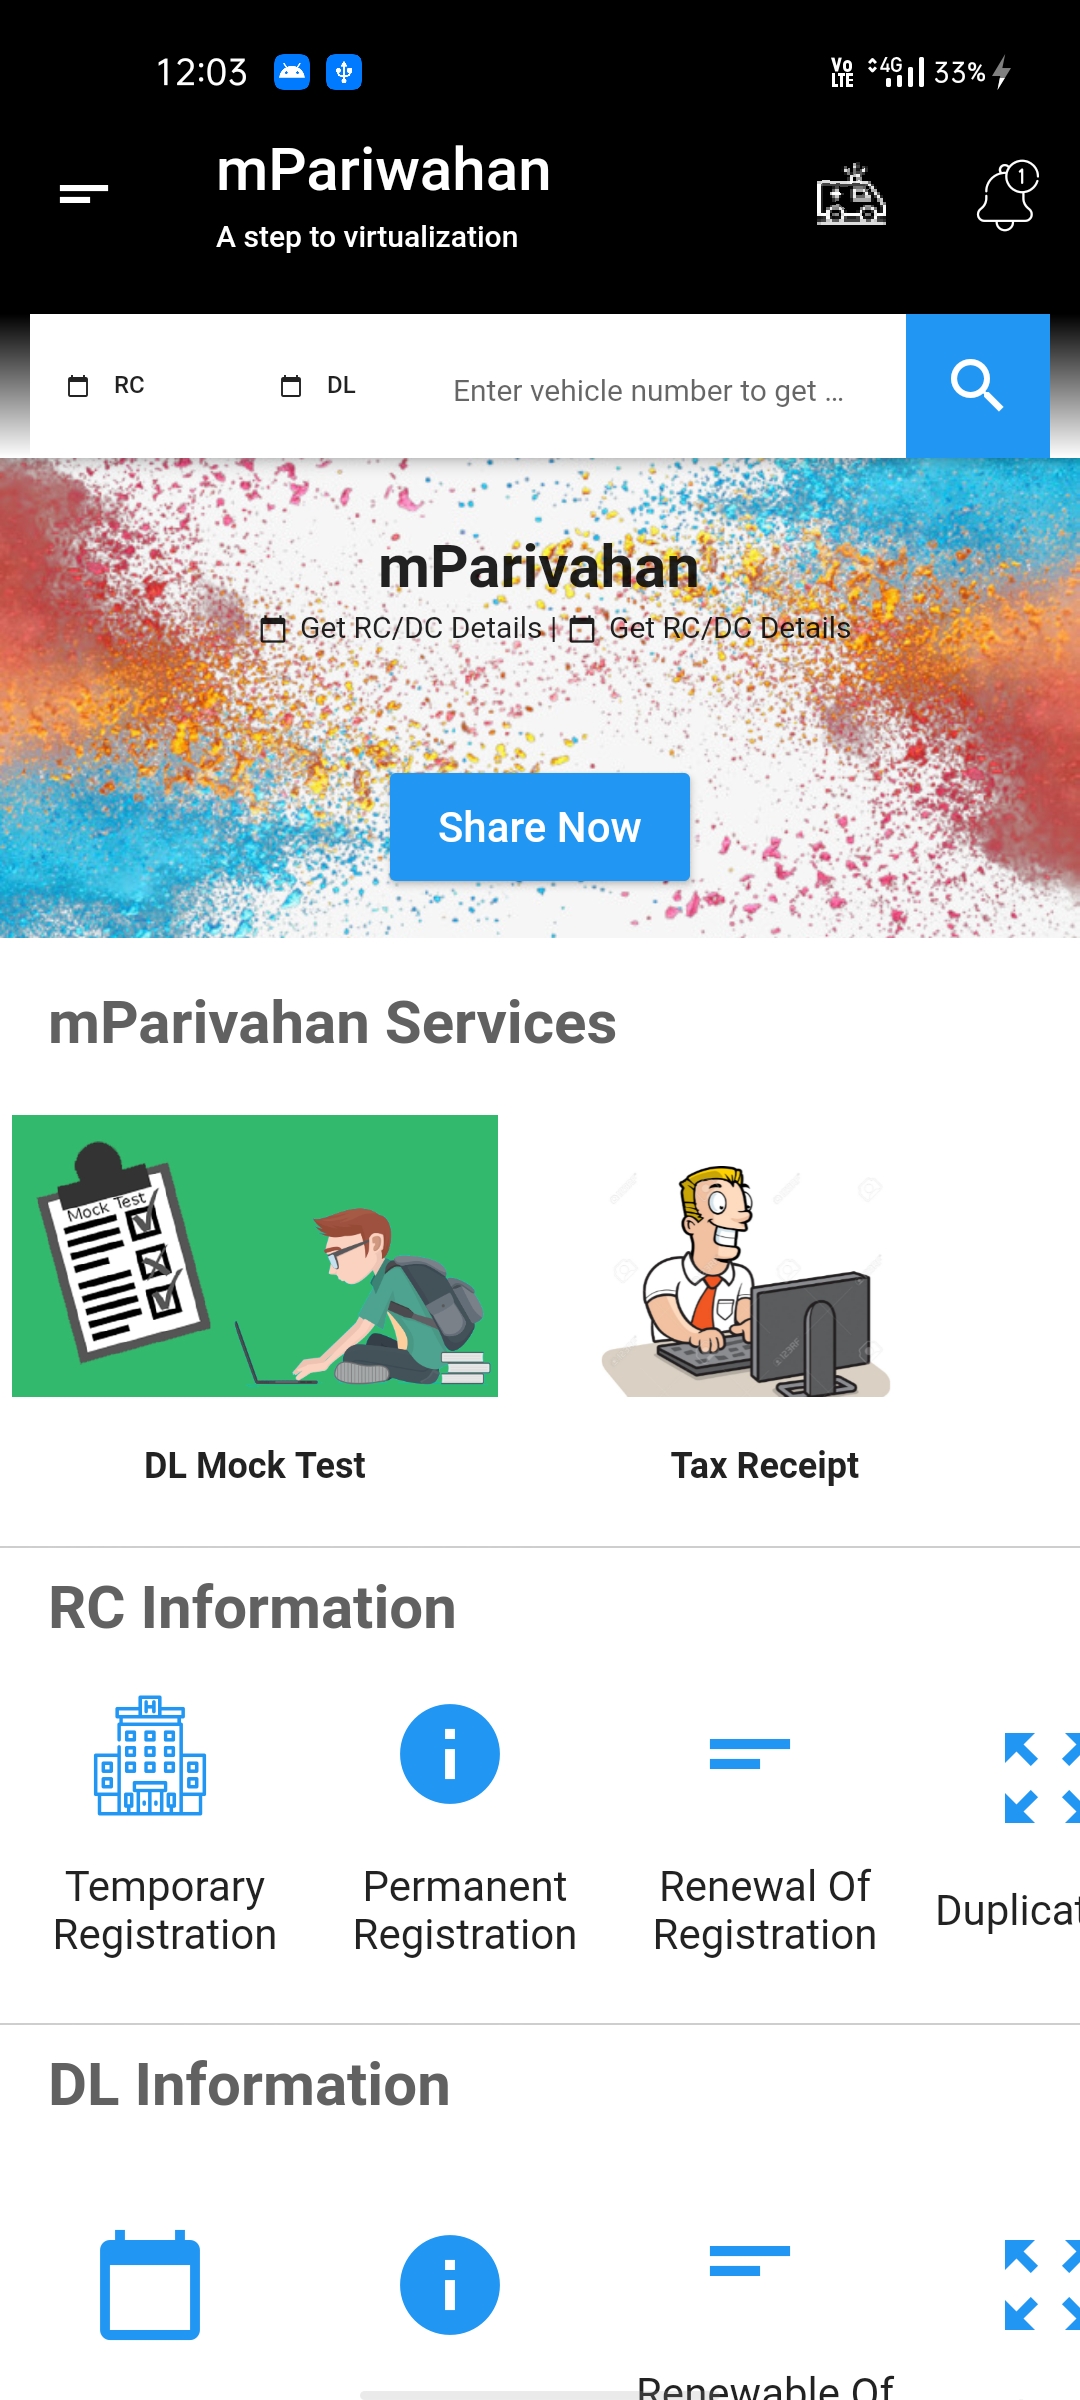 12:03
Vo LTE 4G 33%
mPariwahan
1
A step to virtualization
RC DL Enter vehicle number to get ...
mParivahan
Get RC/DC Details | Get RC/DC Details
Share Now
mParivahan Services
Mock Test
123RF
DL Mock Test Tax Receipt
RC Information
H
Temporary Registration
Permanent Registration
Renewal Of Registration
Duplicat
DL Information
Renewable Of